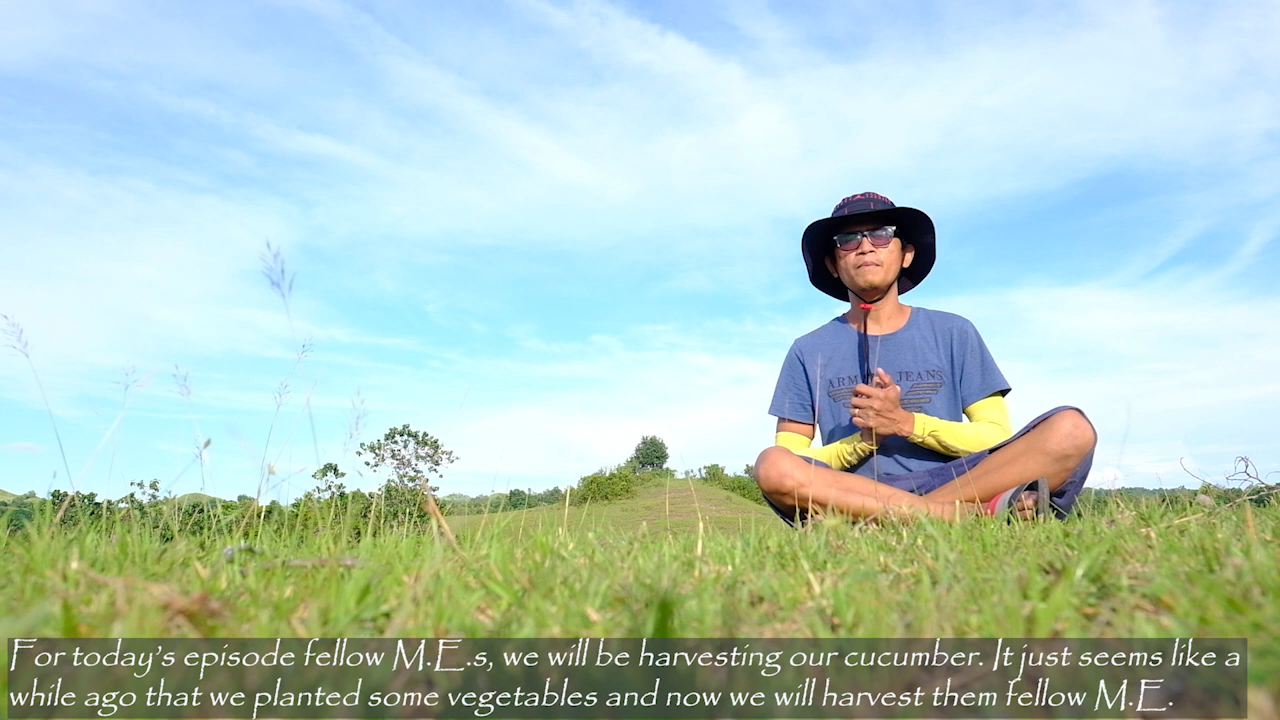 ARMANI JEANS
For today's episode fellow M.E.s, we will be harvesting our cucumber. It just seems like a
while ago that we planted some vegetables and now we will harvest them fellow M.E.